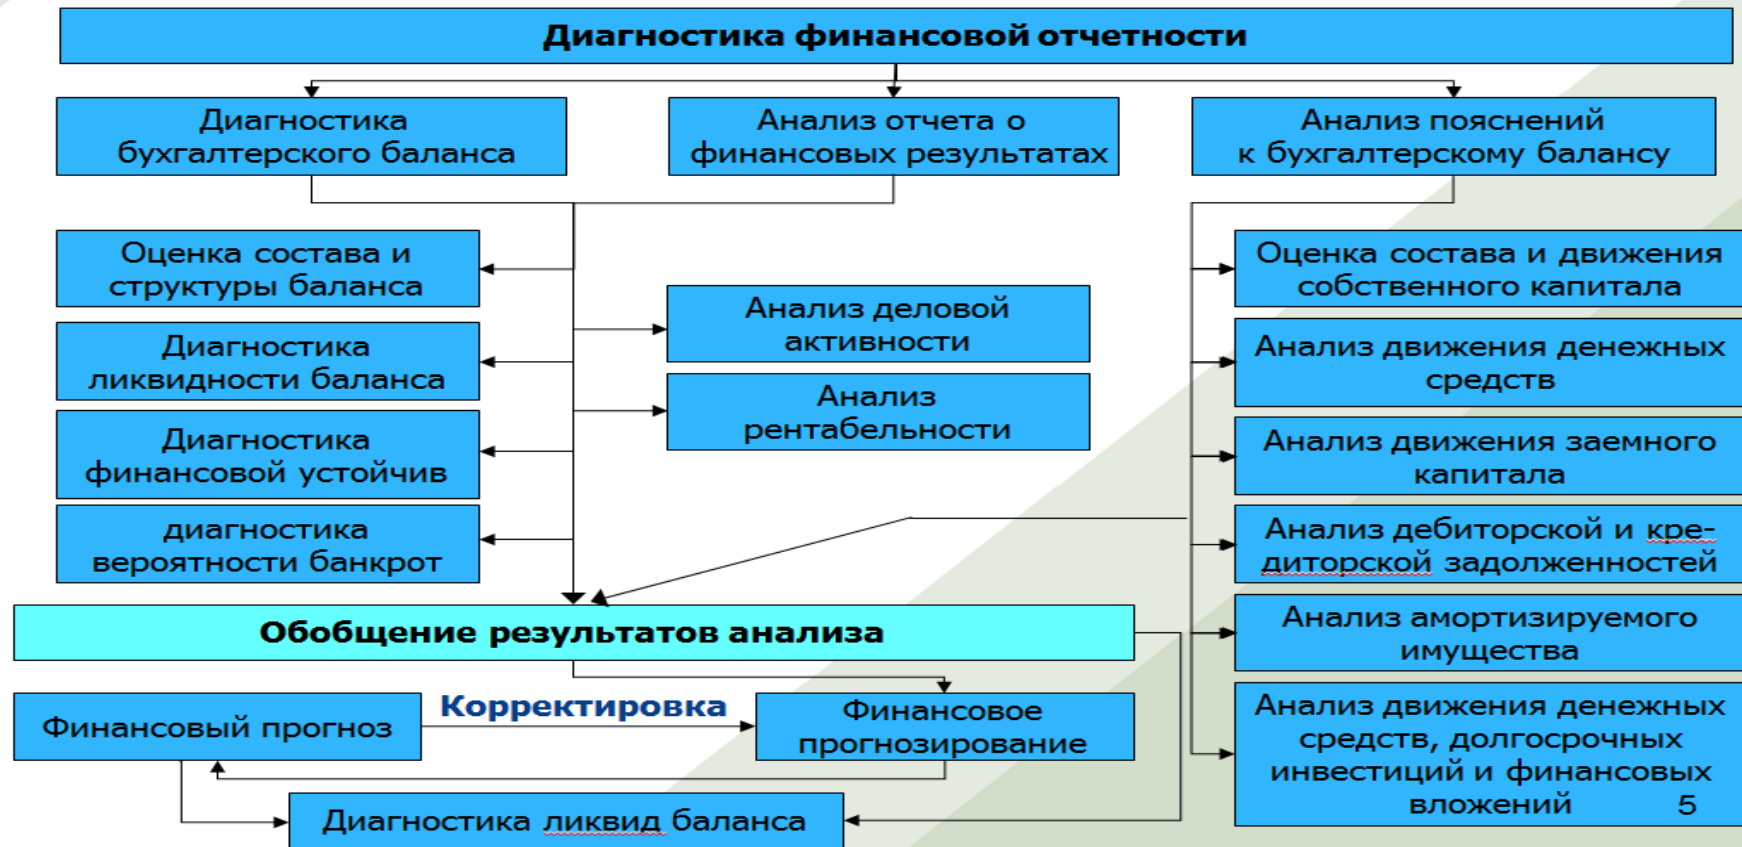 Диагностика финансовой отчетности
Диагностика
бухгалтерского баланса
Анализ отчета о
финансовых результатах
Анализ пояснений
к бухгалтерскому балансу
Оценка состава и
структуры баланса
Диагностика
ликвидности баланса
Диагностика
финансовой устойчив
диагностика
вероятности банкрот
Анализ деловой
активности
Анализ
рентабельности
Оценка состава и движения
собственного капитала
Анализ движения денежных
средств
Анализ движения заемного
капитала
Анализ дебиторской и кре-
диторской задолженностей
Анализ амортизируемого
имущества
Анализ движения денежных
средств, долгосрочных
инвестиций и финансовых
вложений
5
Обобщение результатов анализа
Финансовый прогноз
Корректировка
Финансовое
прогнозирование
Диагностика ликвид баланса